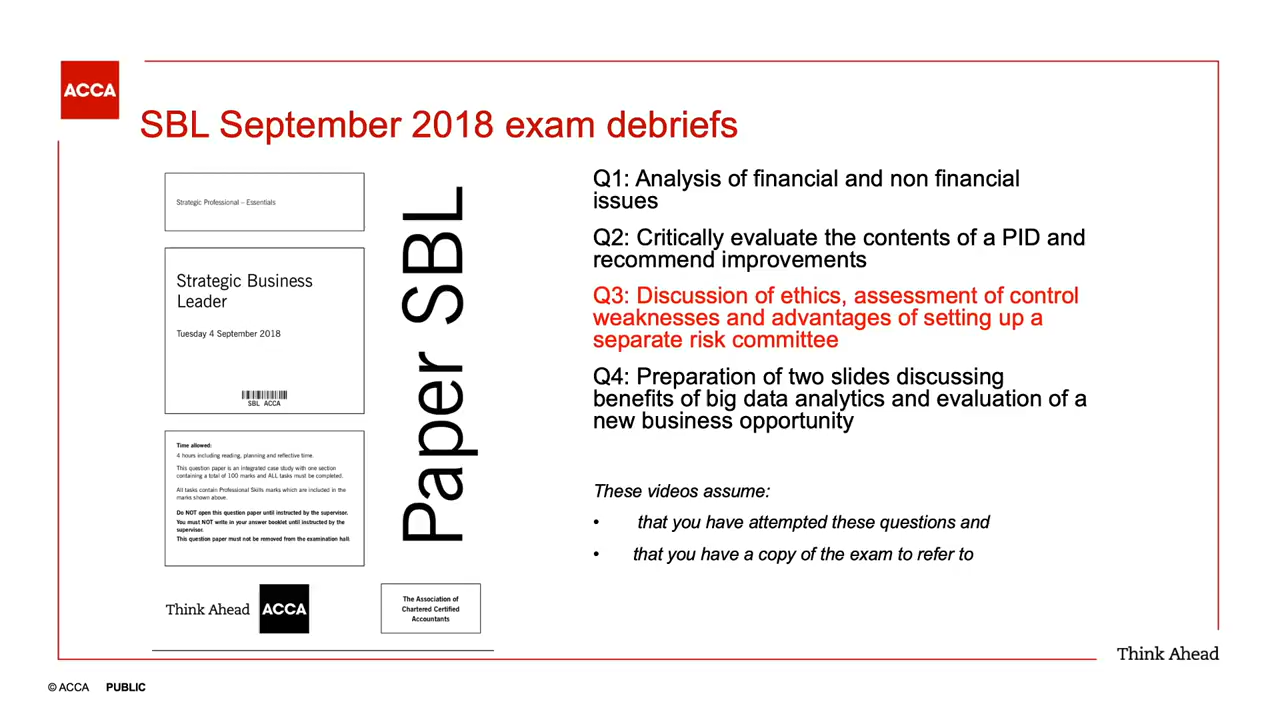 ACCA
SBL September 2018 exam debriefs
Strategic Professional – Essentials
Strategic Business
Leader
Tuesday 4 September 2018
SBL ACCA
Time allowed:
4 hours including reading, planning and reflective time.
This question paper is an integrated case study with one section
containing a total of 100 marks and ALL tasks must be completed.
All tasks contain Professional Skills marks which are included in the
marks shown above.
Do NOT open this question paper until instructed by the supervisor.
You must NOT write in your answer booklet until instructed by the
supervisor.
This question paper must not be removed from the examination hall.
Think Ahead ACCA
The Association of
Chartered Certified
Accountants
Paper SBL
Q1: Analysis of financial and non financial
issues
Q2: Critically evaluate the contents of a PID and
recommend improvements
Q3: Discussion of ethics, assessment of control
weaknesses and advantages of setting up a
separate risk committee
Q4: Preparation of two slides discussing
benefits of big data analytics and evaluation of a
new business opportunity
These videos assume:
• that you have attempted these questions and
• that you have a copy of the exam to refer to
Think Ahead
© ACCA PUBLIC